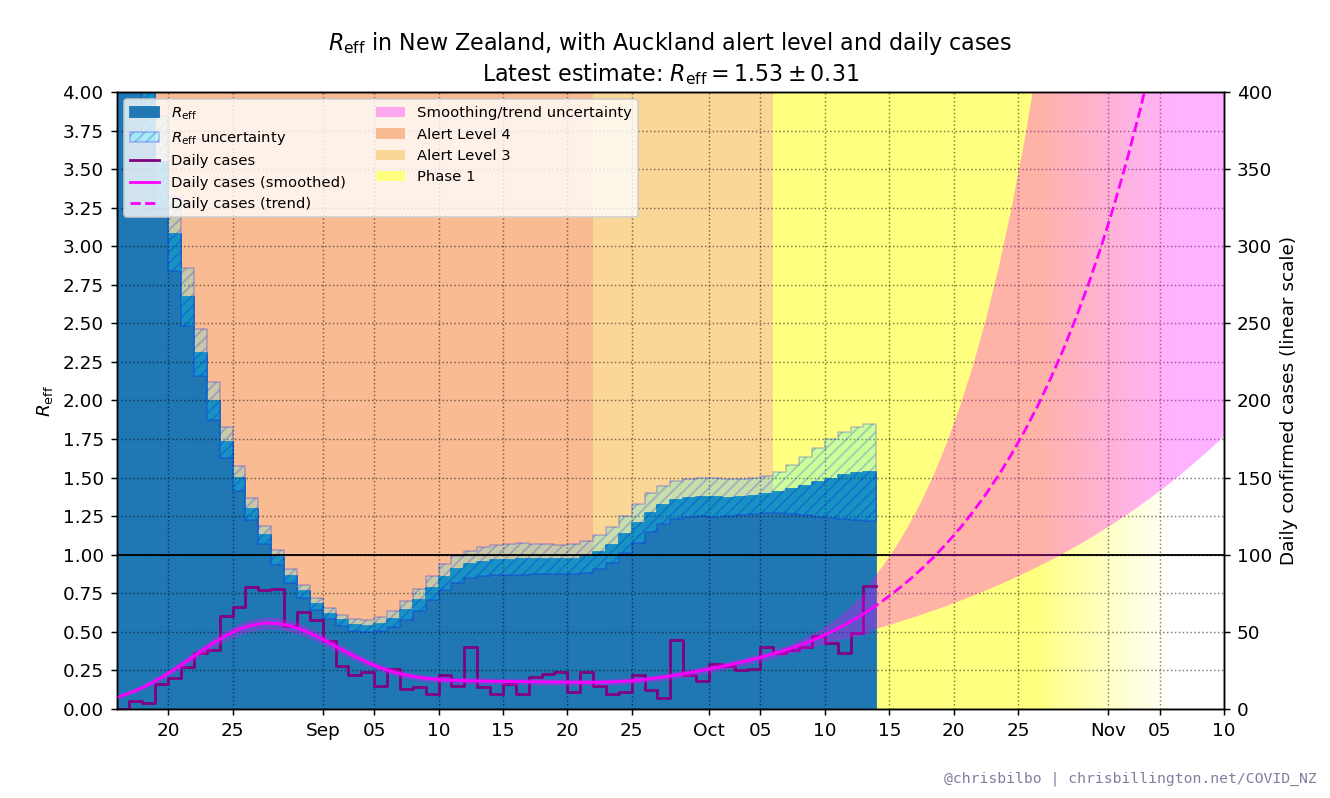 R_eff in New Zealand, with Auckland alert level and daily cases
Latest estimate: R_eff = 1.53 ± 0.31
R_eff
R_eff uncertainty
Daily cases
Daily cases (smoothed)
Daily cases (trend)
Smoothing/trend uncertainty
Alert Level 4
Alert Level 3
Phase 1
4.00
3.75
3.50
3.25
3.00
2.75
2.50
2.25
2.00
1.75
1.50
1.25
1.00
0.75
0.50
0.25
0.00
R_eff
400
350
300
250
200
150
100
50
0
Daily confirmed cases (linear scale)
20 25 Sep 05 10 15 20 25 Oct 05 10 15 20 25 Nov 05 10
@chrisbilbo | chrisbillington.net/COVID_NZ